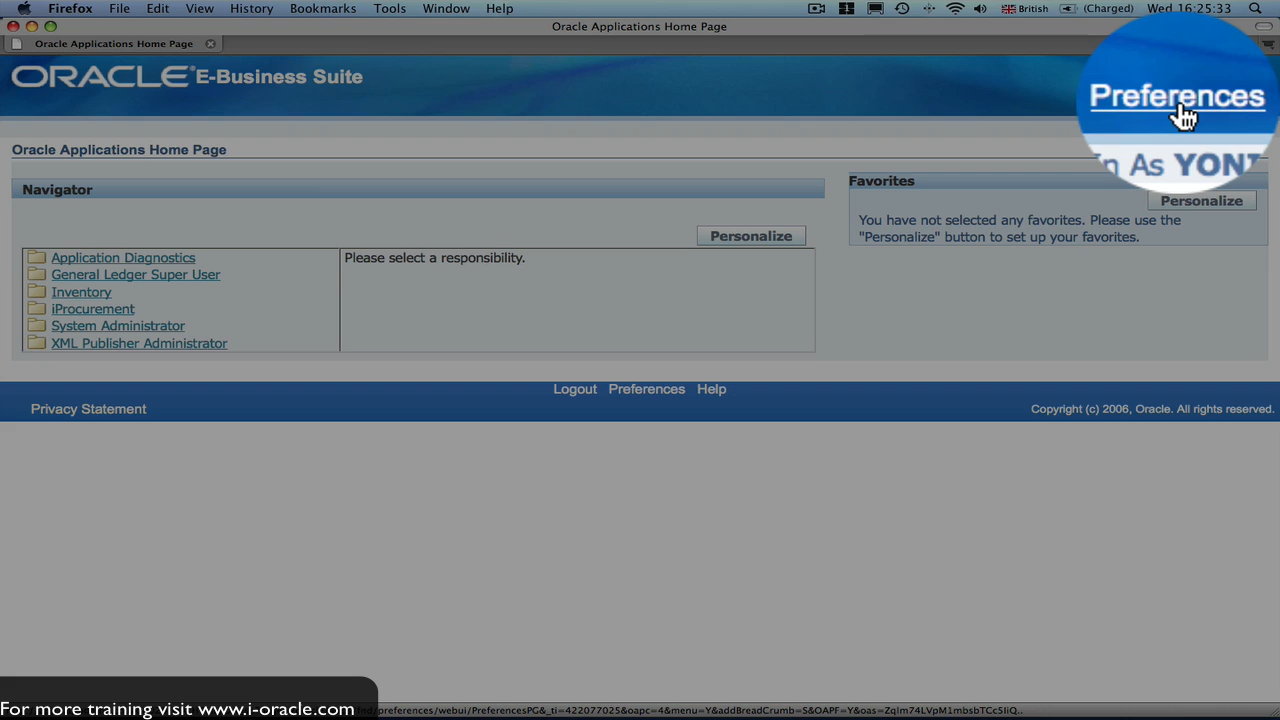 Firefox File Edit View History Bookmarks Tools Window Help 1 British (Charged) Wed 16:25:33
Oracle Applications Home Page
Oracle Applications Home Page
ORACLE® E-Business Suite
Preferences
In As YONI
Oracle Applications Home Page
Navigator
Personalize
Application Diagnostics
General Ledger Super User
Inventory
iProcurement
System Administrator
XML Publisher Administrator
Please select a responsibility.
Favorites
Personalize
You have not selected any favorites. Please use the
"Personalize" button to set up your favorites.
Logout Preferences Help
Privacy Statement
Copyright (c) 2006, Oracle. All rights reserved.
For more training visit www.i-oracle.com